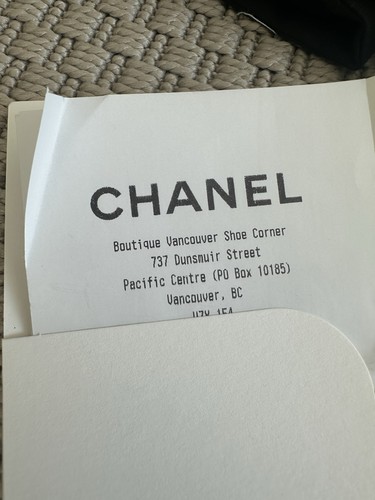 CHANEL
Boutique Vancouver Shoe Corner
737 Dunsmuir Street
Pacific Centre (PO Box 10185)
Vancouver, BC